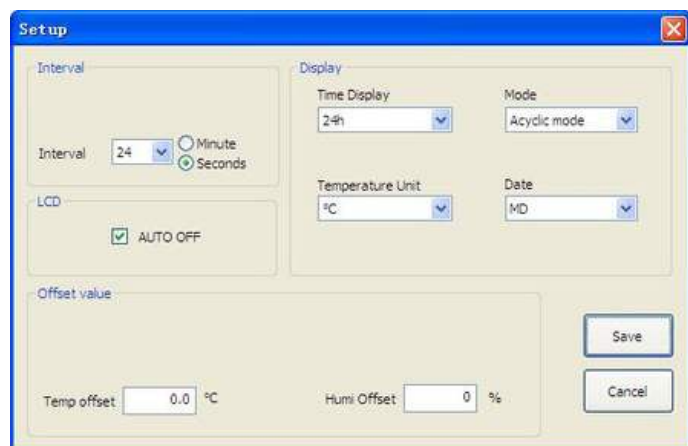 Setup
Interval
Interval 24 Minute
Seconds
LCD
AUTO OFF
Display
Time Display Mode
24h Acyclic mode
Temperature Unit Date
°C MD
Offset value
Temp offset 0.0 °C Humi Offset 0 %
Save
Cancel